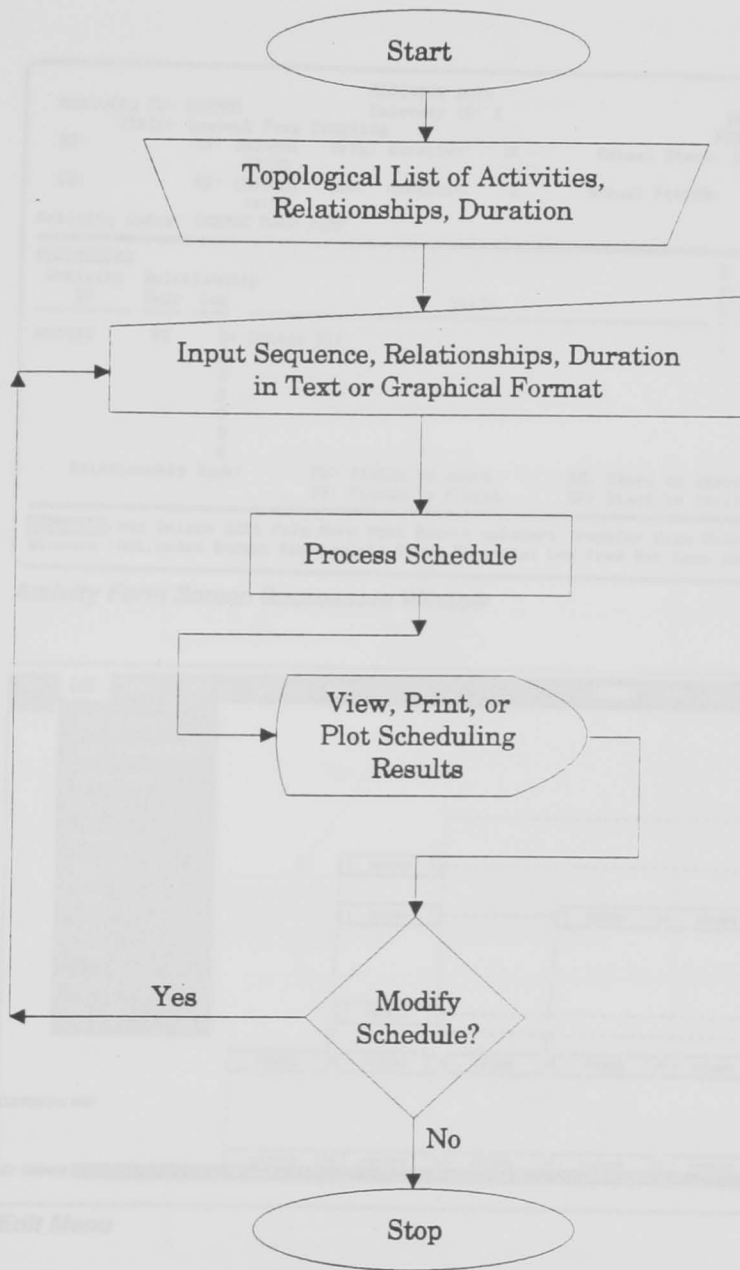 Start
Topological List of Activities,
Relationships, Duration
Input Sequence, Relationships, Duration
in Text or Graphical Format
Process Schedule
View, Print, or
Plot Scheduling
Results
Modify
Schedule?
Yes
No
Stop